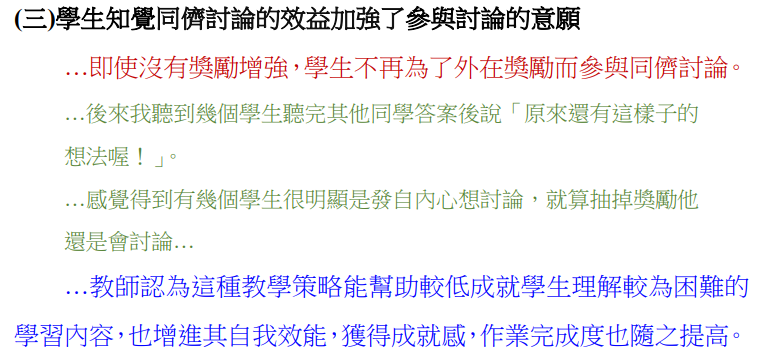 (三)學生知覺同儕討論的效益加強了參與討論的意願
…即使沒有獎勵增強，學生不再為了外在獎勵而參與同儕討論。
…後來我聽到幾個學生聽完其他同學答案後說「原來還有這樣子的
想法喔！」。
…感覺得到有幾個學生很明顯是發自內心想討論，就算抽掉獎勵他
還是會討論…
…教師認為這種教學策略能幫助較低成就學生理解較為困難的
學習內容，也增進其自我效能，獲得成就感，作業完成度也隨之提高。